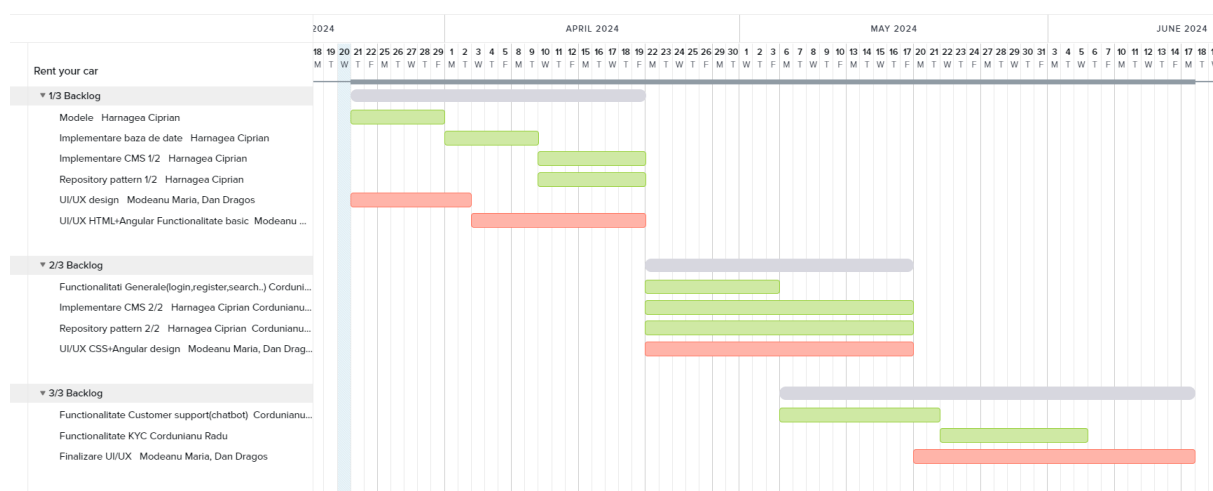 2024 APRIL 2024 MAY 2024 JUNE 2024
18 19 20 21 22 25 26 27 28 29 1 2 3 4 5 8 9 10 11 12 15 16 17 18 19 22 23 24 25 26 29 30 1 2 3 6 7 8 9 10 13 14 15 16 17 20 21 22 23 24 27 28 29 30 31 3 4 5 6 7 10 11 12 13 14 17 18
M T W T F M T W T F M T W T F M T W T F M T W T F M T W T F M T W T F M T W T F M T W T F M T W T F M T W T F M T W T F M T W T F M T
Rent your car
1/3 Backlog
Modele Harnagea Ciprian
Implementare baza de date Harnagea Ciprian
Implementare CMS 1/2 Harnagea Ciprian
Repository pattern 1/2 Harnagea Ciprian
UI/UX design Modeanu Maria, Dan Dragos
UI/UX HTML+Angular Functionalitate basic Modeanu ...
2/3 Backlog
Functionalitati Generale(login,register,search..) Corduni...
Implementare CMS 2/2 Harnagea Ciprian Cordunianu...
Repository pattern 2/2 Harnagea Ciprian Cordunianu...
UI/UX CSS+Angular design Modeanu Maria, Dan Drag...
3/3 Backlog
Functionalitate Customer support(chatbot) Cordunianu...
Functionalitate KYC Cordunianu Radu
Finalizare UI/UX Modeanu Maria, Dan Dragos